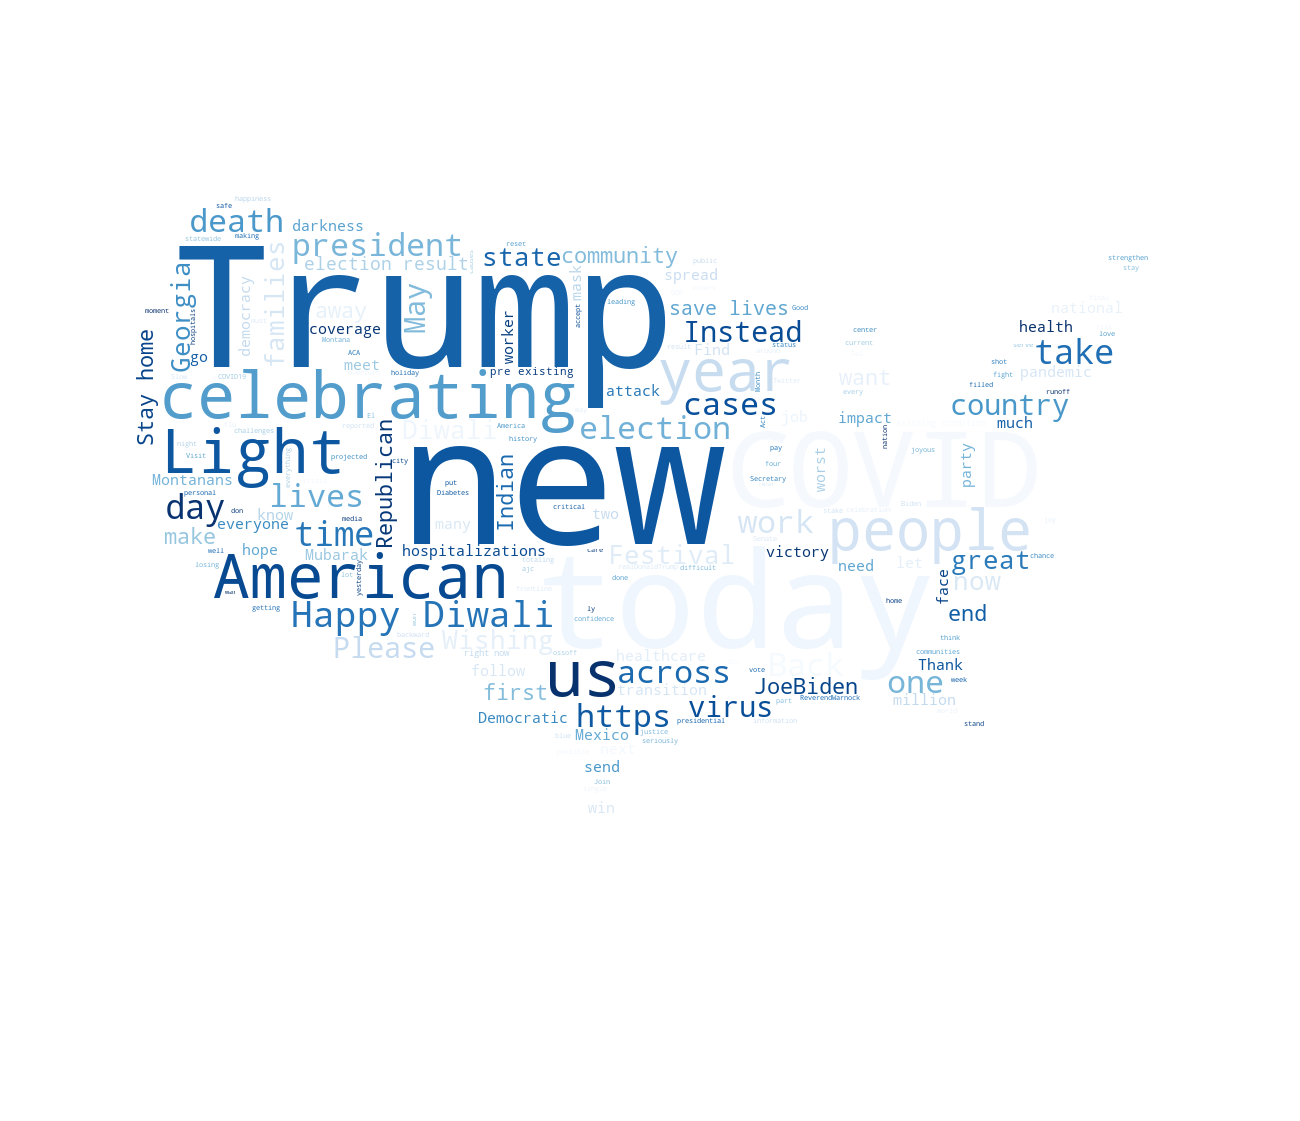 happiness
safe
death
darkness
statewide
making
president
election result
families
state
reset
community
public
spread
mask
strengthen
stay
Trump
Georgia
May
away
democracy
coverage
worker
leading
accept
save lives
Good
Instead
national
health
love
take
moment
hospitals
Stay home
go
Montana
ACA
meet
holiday
COVID19
pre existing
attack
result
Find
year
Month
Twitter
status
center
current
want
every
shot
fight
pandemic
filled
runoff
country
much
celebrating
cases
job
impact
Act
El
reported
challenges
Diwali
America
history
election
Light
night
Visit
everything
projected
city
Republican
new
COVID
pay
four
Secretary
nation
worst
joyous
party
Montanans
personal
day
don
lives
know
everyone
time
media
many
put
Diabetes
Indian
critical
two
work
people
Biden
make
hope
Mubarak
well
losing
hospitalizations
care
Festival
victory
need
let
great
chance
now
American
lot
yesterday
totaling
ajc
difficult
done
today
home
face
end
getting
Happy Diwali
ly
confidence
Please
backward
Wishing
right now
ossoff
follow
healthcare
transition
think
communities
Thank
week
us
across
vote
Back
JoeBiden
one
million
first
Democratic
https
presidential
part
ReverendWarnock
virus
information
stand
blue
Mexico
justice
seriously
next
send
Join
win